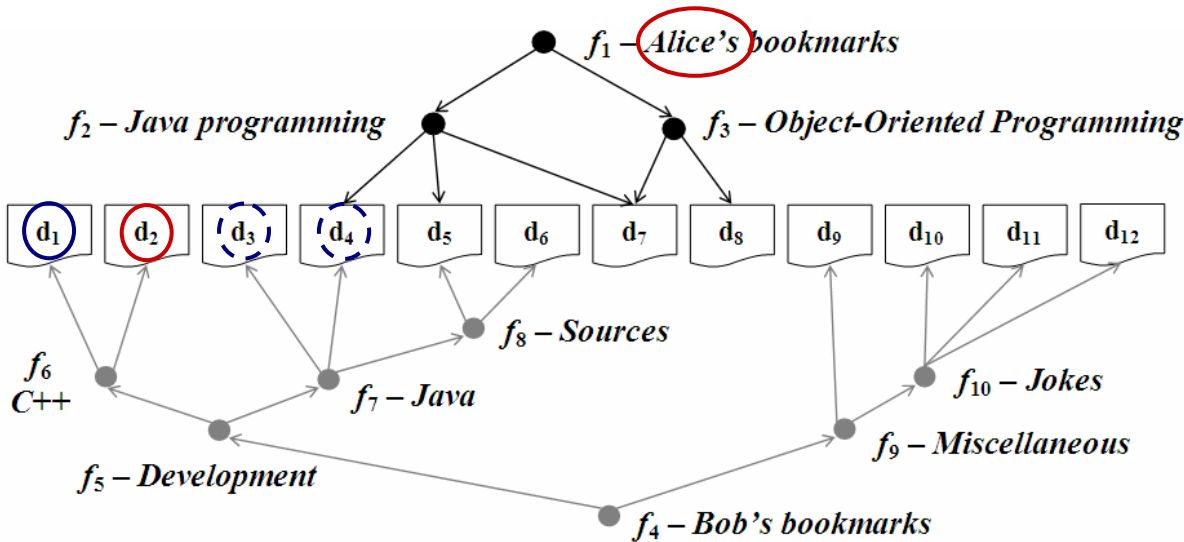 f₁ – Alice's bookmarks
f₂ – Java programming
f₃ – Object-Oriented Programming
d₁ d₂ d₃ d₄ d₅ d₆ d₇ d₈ d₉ d₁₀ d₁₁ d₁₂
f₈ – Sources
f₆
C++
f₇ – Java
f₁₀ – Jokes
f₉ – Miscellaneous
f₅ – Development
f₄ – Bob's bookmarks